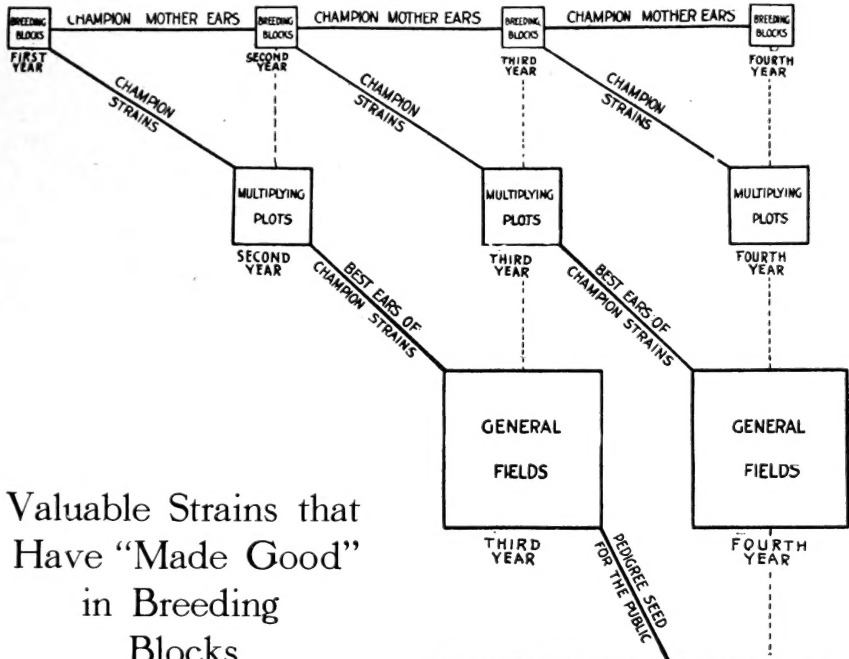 BREEDING
BLOCKS
FIRST
YEAR
CHAMPION MOTHER EARS
BREEDING
BLOCKS
SECOND
YEAR
CHAMPION MOTHER EARS
BREEDING
BLOCKS
THIRD
YEAR
CHAMPION MOTHER EARS
BREEDING
BLOCKS
FOURTH
YEAR
CHAMPION
STRAINS
CHAMPION
STRAINS
CHAMPION
STRAINS
MULTIPLYING
PLOTS
SECOND
YEAR
MULTIPLYING
PLOTS
THIRD
YEAR
MULTIPLYING
PLOTS
FOURTH
YEAR
BEST EARS OF
CHAMPION STRAINS
BEST EARS OF
CHAMPION STRAINS
GENERAL
FIELDS
THIRD
YEAR
GENERAL
FIELDS
FOURTH
YEAR
PEDIGREE SEED
FOR THE PUBLIC
Valuable Strains that
Have “Made Good”
in Breeding
Blocks